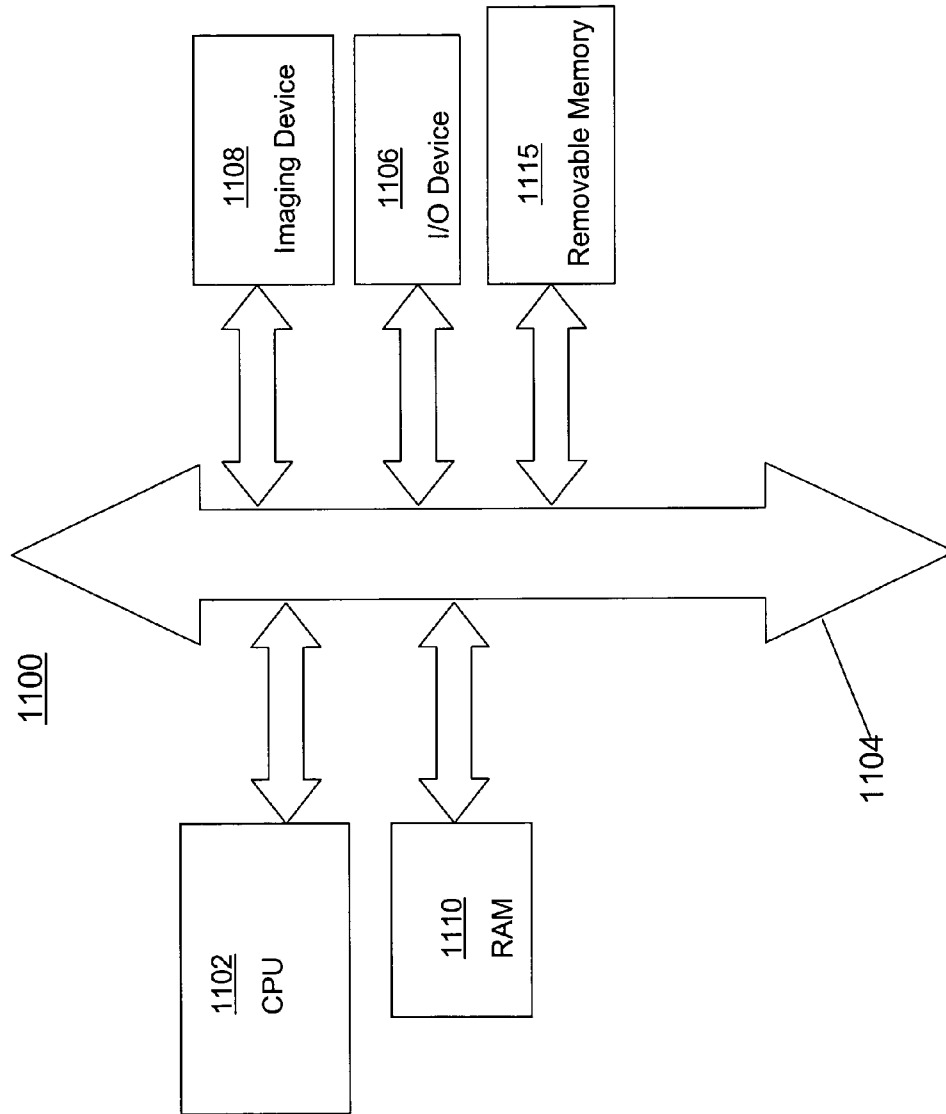 1100
1102
CPU
1110
RAM
1108
Imaging Device
1106
I/O Device
1115
Removable Memory
1104